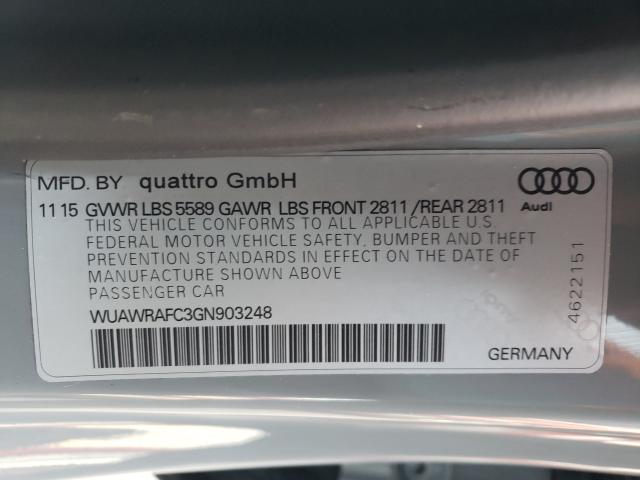 MFD. BY quattro GmbH
Audi
11 15 GVWR LBS 5589 GAWR LBS FRONT 2811 /REAR 2811
THIS VEHICLE CONFORMS TO ALL APPLICABLE U.S.
FEDERAL MOTOR VEHICLE SAFETY, BUMPER AND THEFT
PREVENTION STANDARDS IN EFFECT ON THE DATE OF
MANUFACTURE SHOWN ABOVE
PASSENGER CAR
WUAWRAFC3GN903248
4622151
Audi
GERMANY